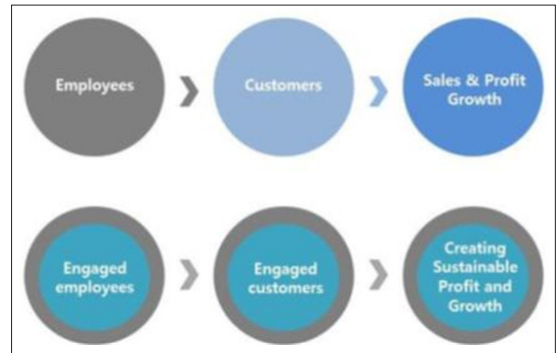 Employees
Customers
Sales & Profit
Growth
Engaged
employees
Engaged
customers
Creating
Sustainable
Profit and
Growth